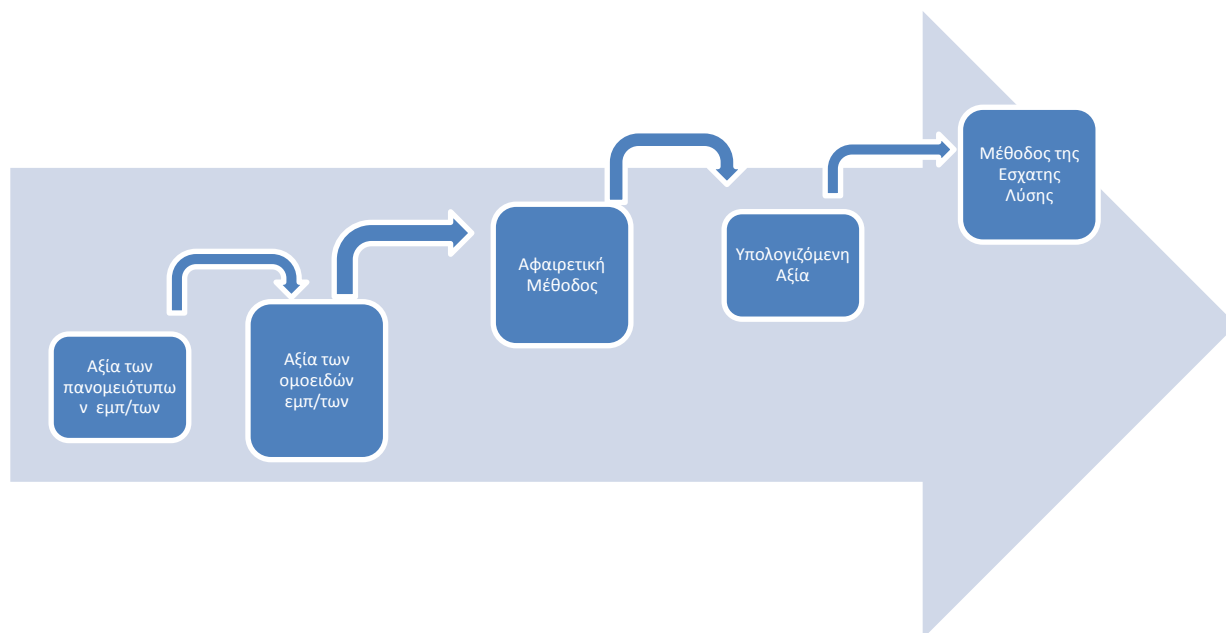 Αξία των
πανομειότυπω
ν εμπ/των
Αξία των
ομοειδών
εμπ/των
Αφαιρετική
Μέθοδος
Υπολογιζόμενη
Αξία
Μέθοδος της
Εσχατης
Λύσης